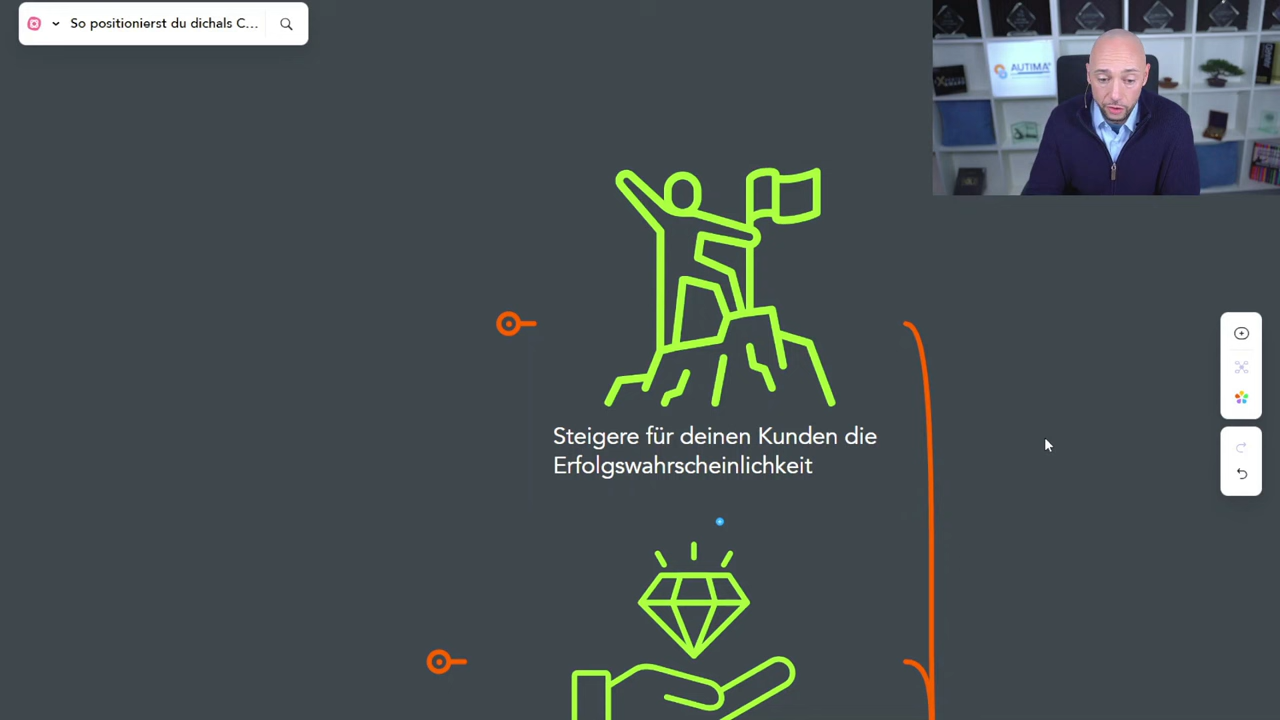 So positionierst du dichals C...
AUTIMA
Steigere für deinen Kunden die
Erfolgswahrscheinlichkeit